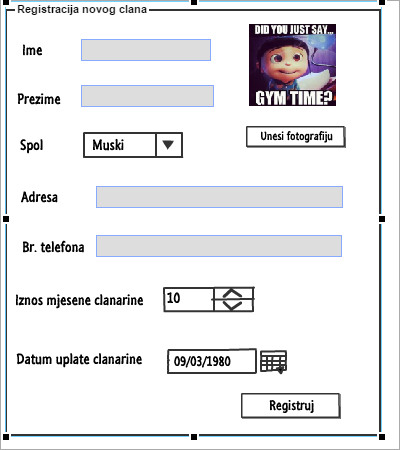 Registracija novog clana
Ime
DID YOU JUST SAY...
GYM TIME?
Prezime
Unesi fotografiju
Spol
Muski
Adresa
Br. telefona
Iznos mjesene clanarine
10
Datum uplate clanarine
09/03/1980
Registruj